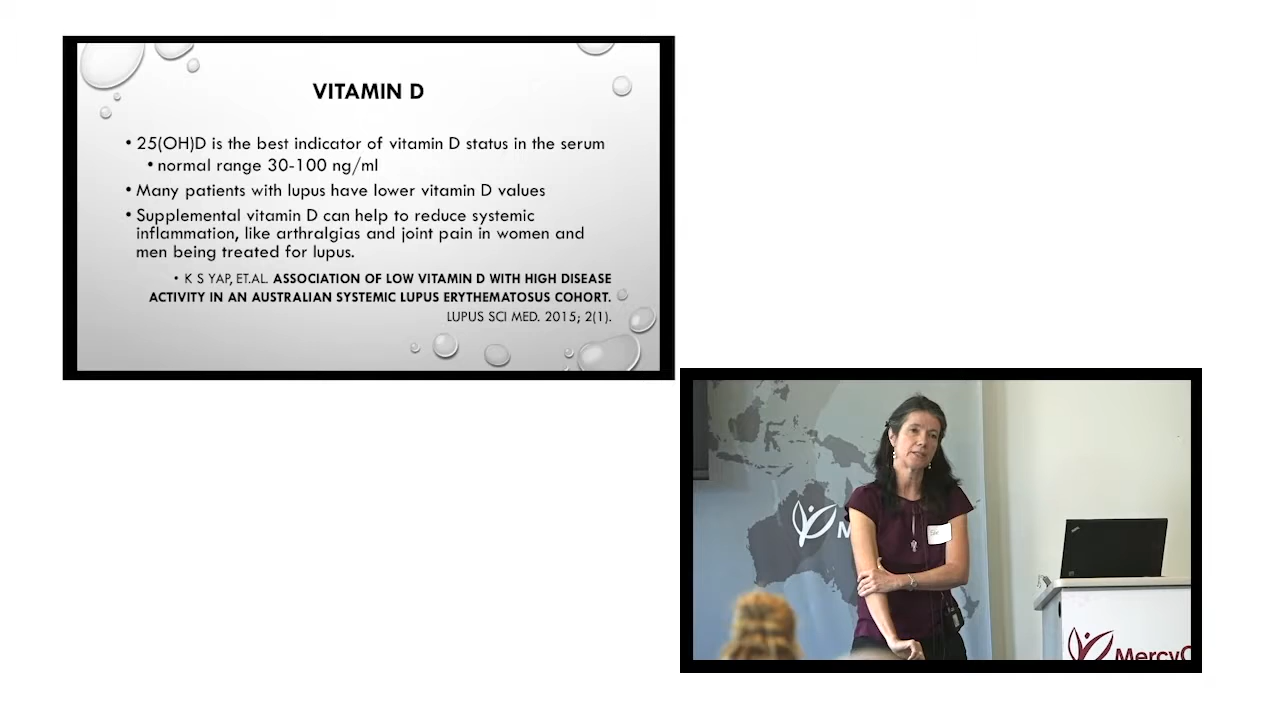 VITAMIN D
• 25(OH)D is the best indicator of vitamin D status in the serum
• normal range 30-100 ng/ml
• Many patients with lupus have lower vitamin D values
• Supplemental vitamin D can help to reduce systemic
inflammation, like arthralgias and joint pain in women and
men being treated for lupus.
• K S YAP, ET.AL. ASSOCIATION OF LOW VITAMIN D WITH HIGH DISEASE
ACTIVITY IN AN AUSTRALIAN SYSTEMIC LUPUS ERYTHEMATOSUS COHORT.
LUPUS SCI MED. 2015; 2(1).
M
MercyC